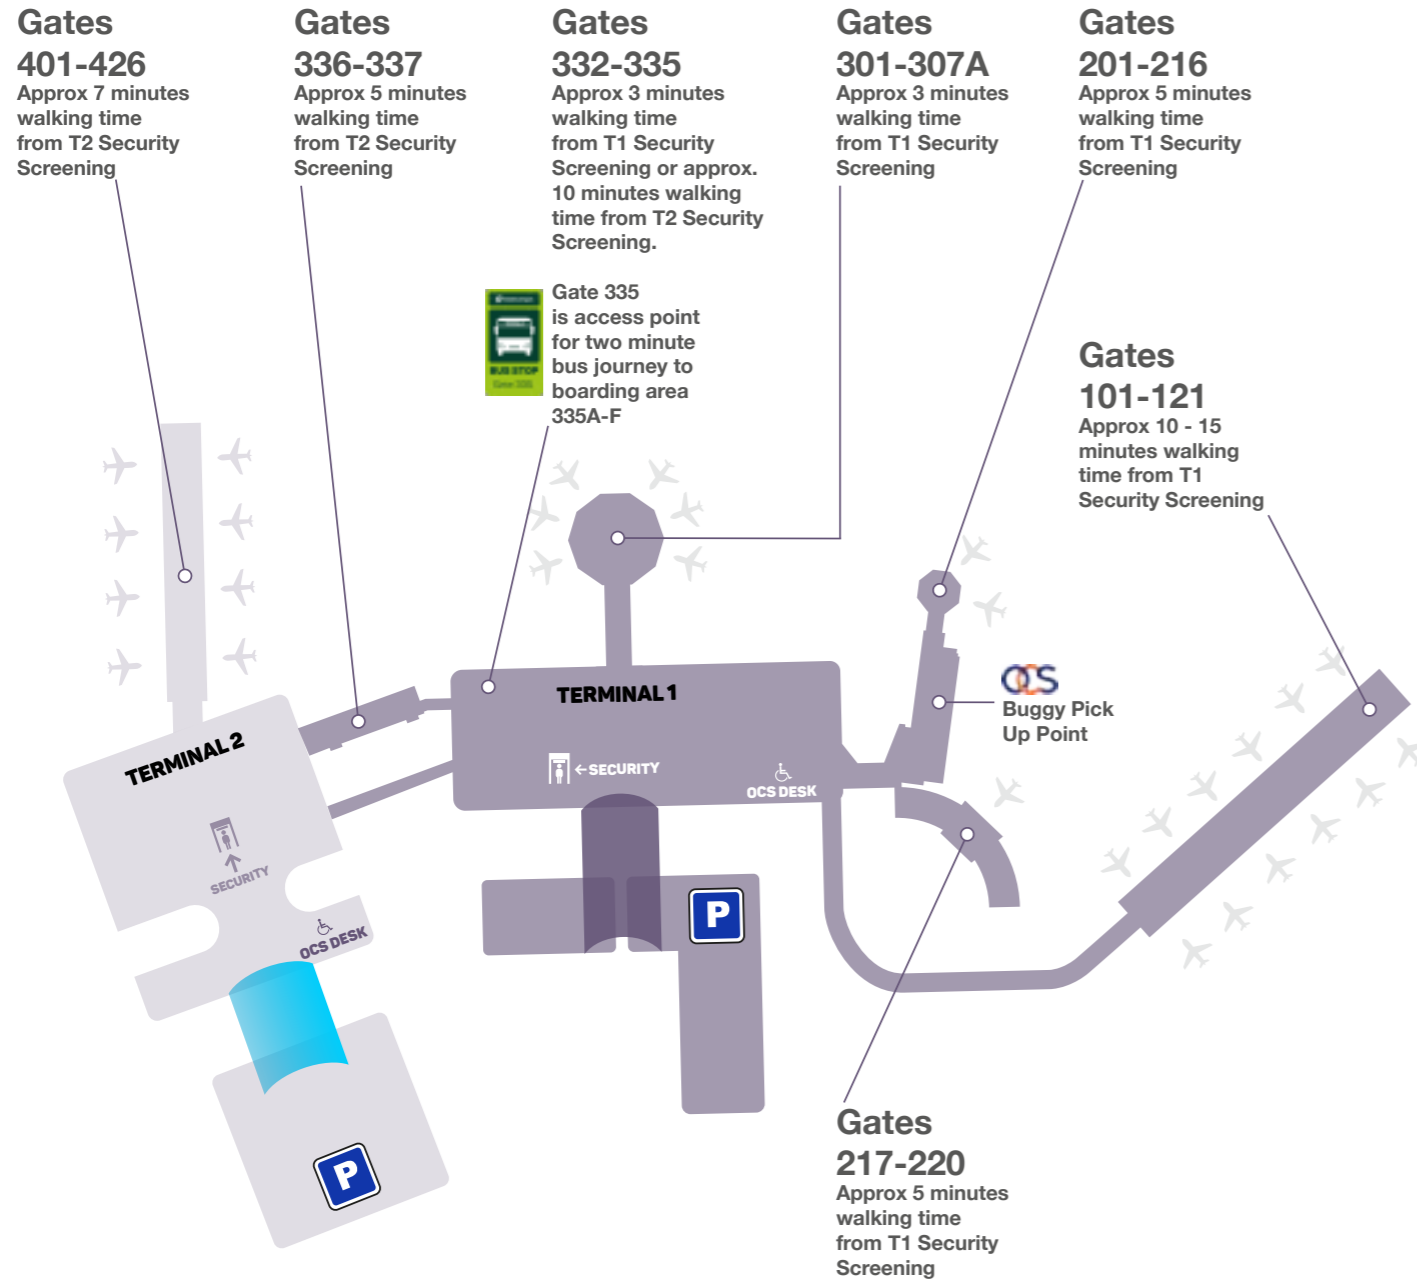 Gates
401-426
Approx 7 minutes
walking time
from T2 Security
Screening
Gates
336-337
Approx 5 minutes
walking time
from T2 Security
Screening
Gates
332-335
Approx 3 minutes
walking time
from T1 Security
Screening or approx.
10 minutes walking
time from T2 Security
Screening.
Gates
301-307A
Approx 3 minutes
walking time
from T1 Security
Screening
Gates
201-216
Approx 5 minutes
walking time
from T1 Security
Screening
BUS STOP
Gate 335
is access point
for two minute
bus journey to
boarding area
335A-F
Gates
101-121
Approx 10 - 15
minutes walking
time from T1
Security Screening
TERMINAL 1
OCS
Buggy Pick
Up Point
TERMINAL 2
←SECURITY
OCS DESK
SECURITY
OCS DESK
P
P
Gates
217-220
Approx 5 minutes
walking time
from T1 Security
Screening